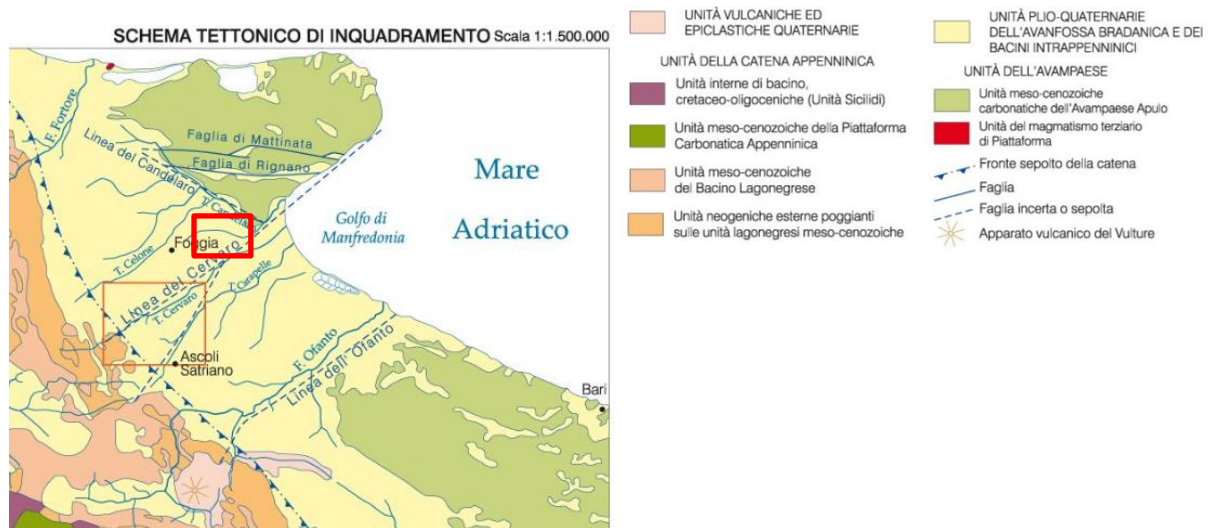 SCHEMA TETTONICO DI INQUADRAMENTO Scala 1:1.500.000
F. Fortore
Faglia di Mattinata
Faglia di Rignano
Linea del Candelaro
Mare
Adriatico
Golfo di
Manfredonia
Foggia
T. Celone
Linea del Cervaro
T. Carapelle
T. Cervaro
Ascoli
Satriano
F. Ofanto
Linea dell' Ofanto
Bari
UNITÀ VULCANICHE ED
EPICLASTICHE QUATERNARIE
UNITÀ DELLA CATENA APPENNINICA
Unità interne di bacino,
cretaceo-oligoceniche (Unità Sicilidi)
Unità meso-cenozoiche della Piattaforma
Carbonatica Appenninica
Unità meso-cenozoiche
del Bacino Lagonegrese
Unità neogeniche esterne poggianti
sulle unità lagonegresi meso-cenozoiche
UNITÀ PLIO-QUATERNARIE
DELL'AVANFOSSA BRADANICA E DEI
BACINI INTRAPPENNINICI
UNITÀ DELL'AVAMPAESE
Unità meso-cenozoiche
carbonatiche dell'Avampaese Apulo
Unità del magmatismo terziario
di Piattaforma
Fronte sepolto della catena
Faglia
Faglia incerta o sepolta
Apparato vulcanico del Vulture